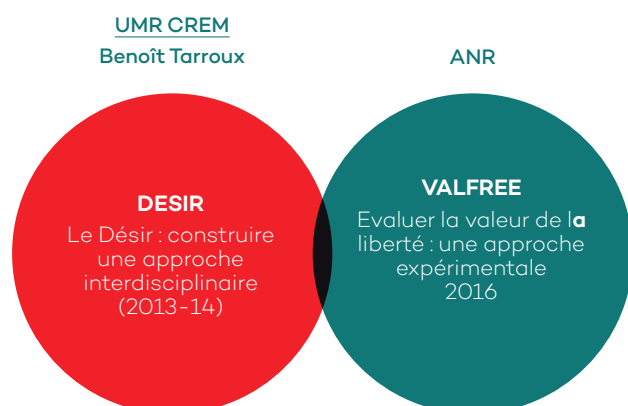 UMR CREM
Benoît Tarroux
ANR
DESIR
Le Désir : construire
une approche
interdisciplinaire
(2013-14)
VALFREE
Evaluer la valeur de la
liberté : une approche
expérimentale
2016